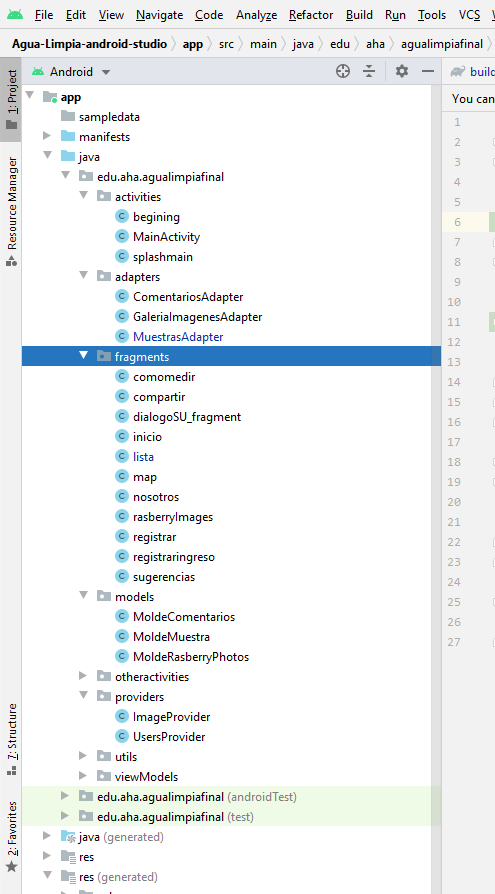 File Edit View Navigate Code Analyze Refactor Build Run Tools VCS
Agua-Limpia-android-studio app src main java edu aha agualimpiafinal
Android
build
You can
1: Project
Resource Manager
7: Structure
2: Favorites
app
sampledata
manifests
java
edu.aha.agualimpiafinal
activities
begining
MainActivity
splashmain
adapters
ComentariosAdapter
GaleriaImagenesAdapter
MuestrasAdapter
fragments
comomedir
compartir
dialogoSU_fragment
inicio
lista
map
nosotros
rasberryImages
registrar
registraringreso
sugerencias
models
MoldeComentarios
MoldeMuestra
MoldeRasberryPhotos
otheractivities
providers
ImageProvider
UsersProvider
utils
viewModels
edu.aha.agualimpiafinal (androidTest)
edu.aha.agualimpiafinal (test)
java (generated)
res
res (generated)
1
2
3
4
5
6
7
8
9
10
11
12
13
14
15
16
17
18
19
20
21
22
23
24
25
26
27